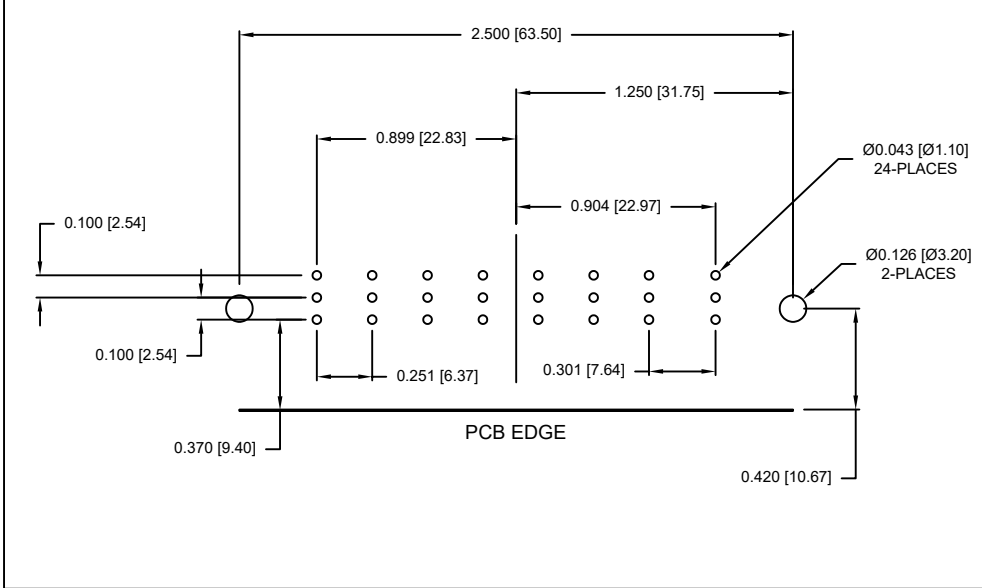 2.500 [63.50]
1.250 [31.75]
0.899 [22.83]
Ø0.043 [Ø1.10]
24-PLACES
0.904 [22.97]
0.100 [2.54]
Ø0.126 [Ø3.20]
2-PLACES
0.100 [2.54]
0.251 [6.37]
0.301 [7.64]
PCB EDGE
0.370 [9.40]
0.420 [10.67]